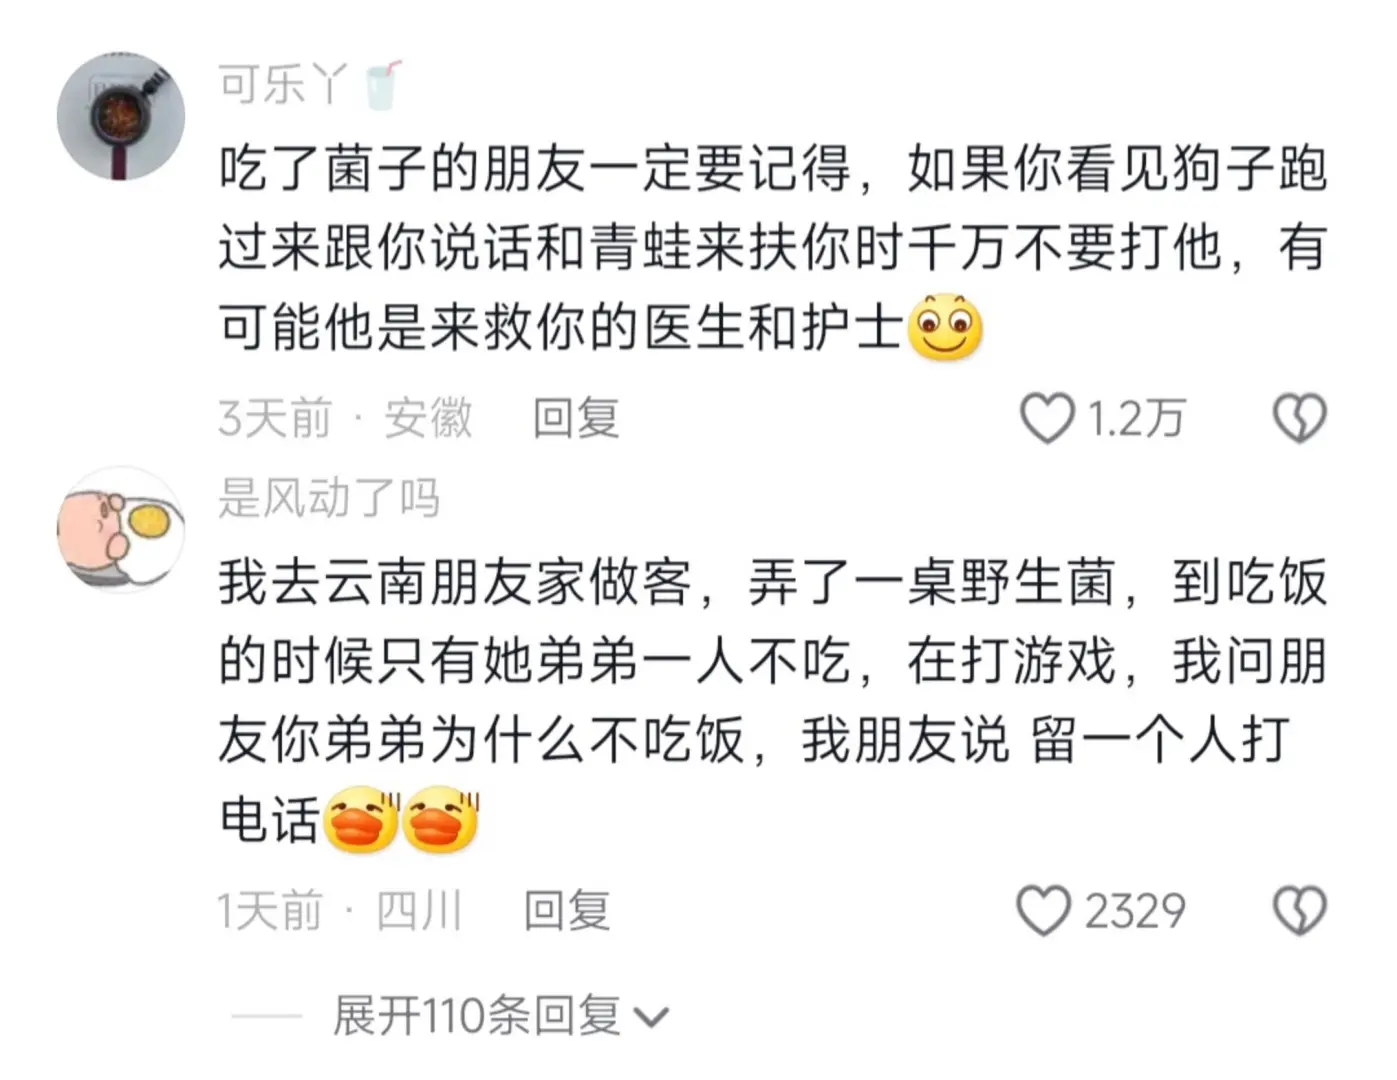 可乐丫🥤
吃了菌子的朋友一定要记得，如果你看见狗子跑
过来跟你说话和青蛙来扶你时千万不要打他，有
可能他是来救你的医生和护士
3天前 · 安徽 回复 1.2万
是风动了吗
我去云南朋友家做客，弄了一桌野生菌，到吃饭
的时候只有她弟弟一人不吃，在打游戏，我问朋
友你弟弟为什么不吃饭，我朋友说 留一个人打
电话
1天前 · 四川 回复 2329
展开110条回复